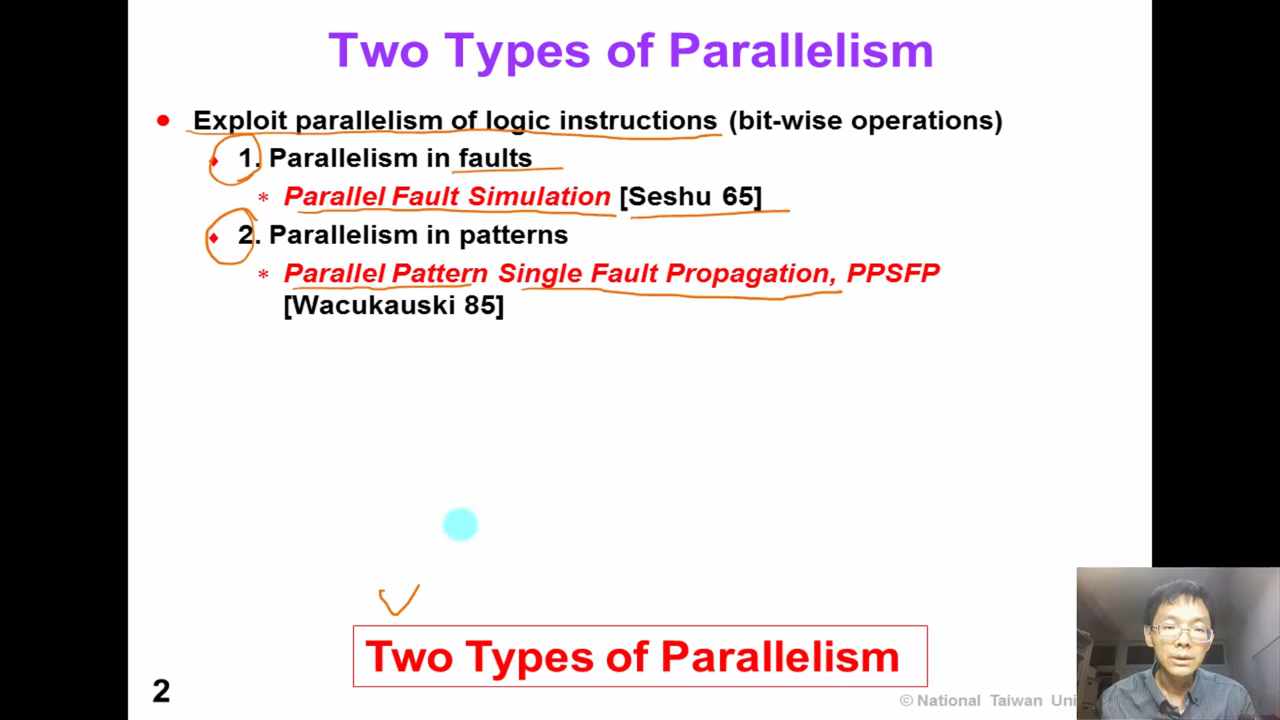 Two Types of Parallelism
Exploit parallelism of logic instructions (bit-wise operations)
1. Parallelism in faults
* Parallel Fault Simulation [Seshu 65]
2. Parallelism in patterns
* Parallel Pattern Single Fault Propagation, PPSFP
[Wacukauski 85]
Two Types of Parallelism
2
© National Taiwan Uni